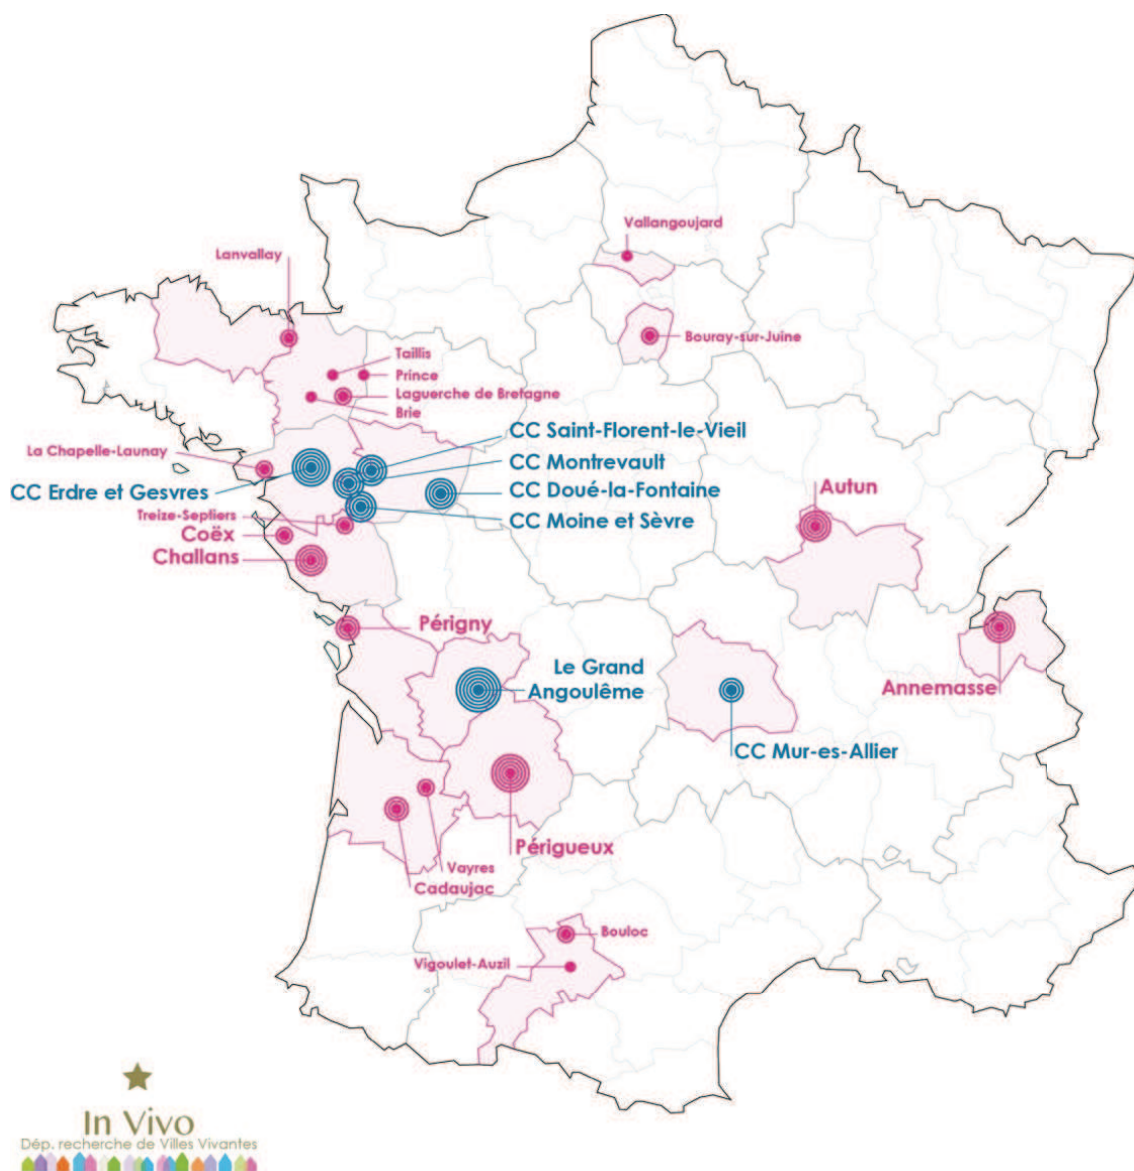 Vallangoujard
Lanvallay
Bouray-sur-Juine
Taillis
Prince
Laguerche de Bretagne
Brie
CC Saint-Florent-le-Vieil
La Chapelle-Launay
CC Montrevault
CC Erdre et Gesvres
CC Doué-la-Fontaine
Autun
Treize-Septiers
CC Moine et Sèvre
Coëx
Challans
Périgny
Le Grand
Angoulême
Annemasse
CC Mur-es-Allier
Périgueux
Vayres
Cadaujac
Bouloc
Vigoulet-Auzil
In Vivo
Dép. recherche de Villes Vivantes